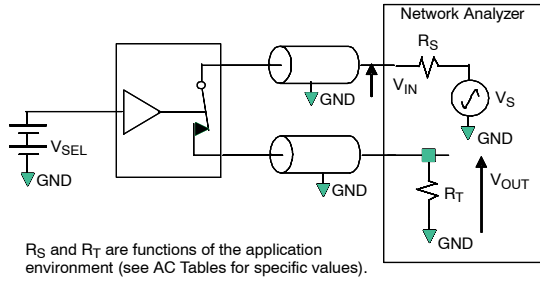 Network Analyzer
R_S
V_IN
V_S
GND
GND
V_SEL
GND
GND
R_T
V_OUT
GND
R_S and R_T are functions of the application
environment (see AC Tables for specific values).